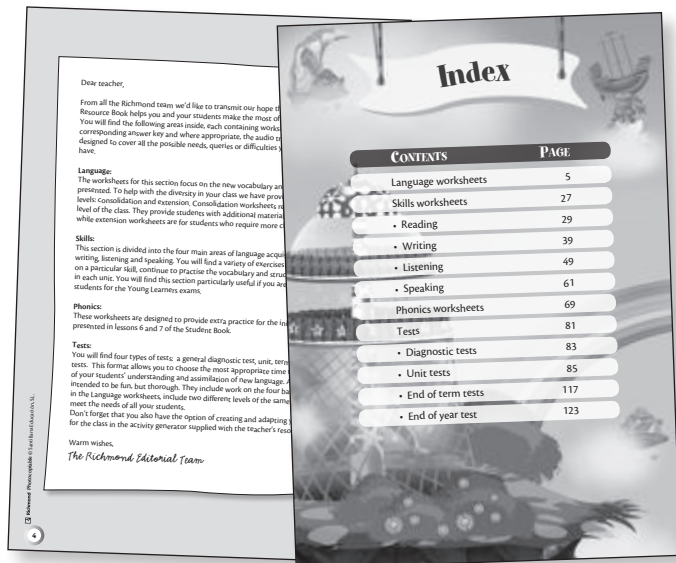 Dear teacher,
From all the Richmond team we'd like to transmit our hope th
Resource Book helps you and your students make the most of
You will find the following areas inside, each containing works
corresponding answer key and where appropriate, the audio tr
designed to cover all the possible needs, queries or difficulties y
have.
Language:
The worksheets for this section focus on the new vocabulary an
presented. To help with the diversity in your class we have prov
levels: consolidation and extension. Consolidation worksheets re
level of the class. They provide students with additional materia
while extension worksheets are for students who require more c
Skills:
This section is divided into the four main areas of language acqui
writing, listening and speaking. You will find a variety of exercises
on a particular skill, continue to practise the vocabulary and struc
in each unit. You will find this section particularly useful if you are
students for the Young Learners exams.
Phonics:
These worksheets are designed to provide extra practice for the in
presented in lessons 6 and 7 of the Student Book.
Tests:
You will find four types of tests; a general diagnostic test, unit, term
tests. This format allows you to choose the most appropriate time
of your students' understanding and assimilation of new language. A
intended to be fun, but thorough. They include work on the four ba
in the Language worksheets, include two different levels of the same
meet the needs of all your students.
Don't forget that you also have the option of creating and adapting
for the class in the activity generator supplied with the teacher's reso
Warm wishes,
The Richmond Editorial Team
Richmond Photocopiable © Santillana Educación, S.L.
4
Index
CONTENTS PAGE
Language worksheets 5
Skills worksheets 27
• Reading 29
• Writing 39
• Listening 49
• Speaking 61
Phonics worksheets 69
Tests 81
• Diagnostic tests 83
• Unit tests 85
• End of term tests 117
• End of year test 123